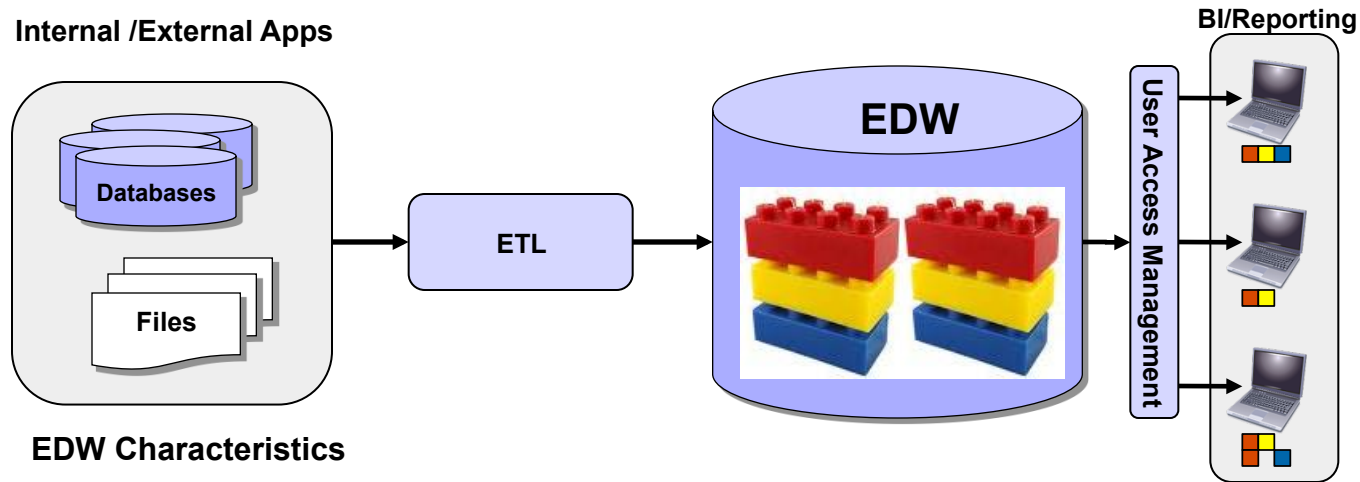 Internal /External Apps
BI/Reporting
Databases
Files
ETL
EDW
User Access Management
EDW Characteristics